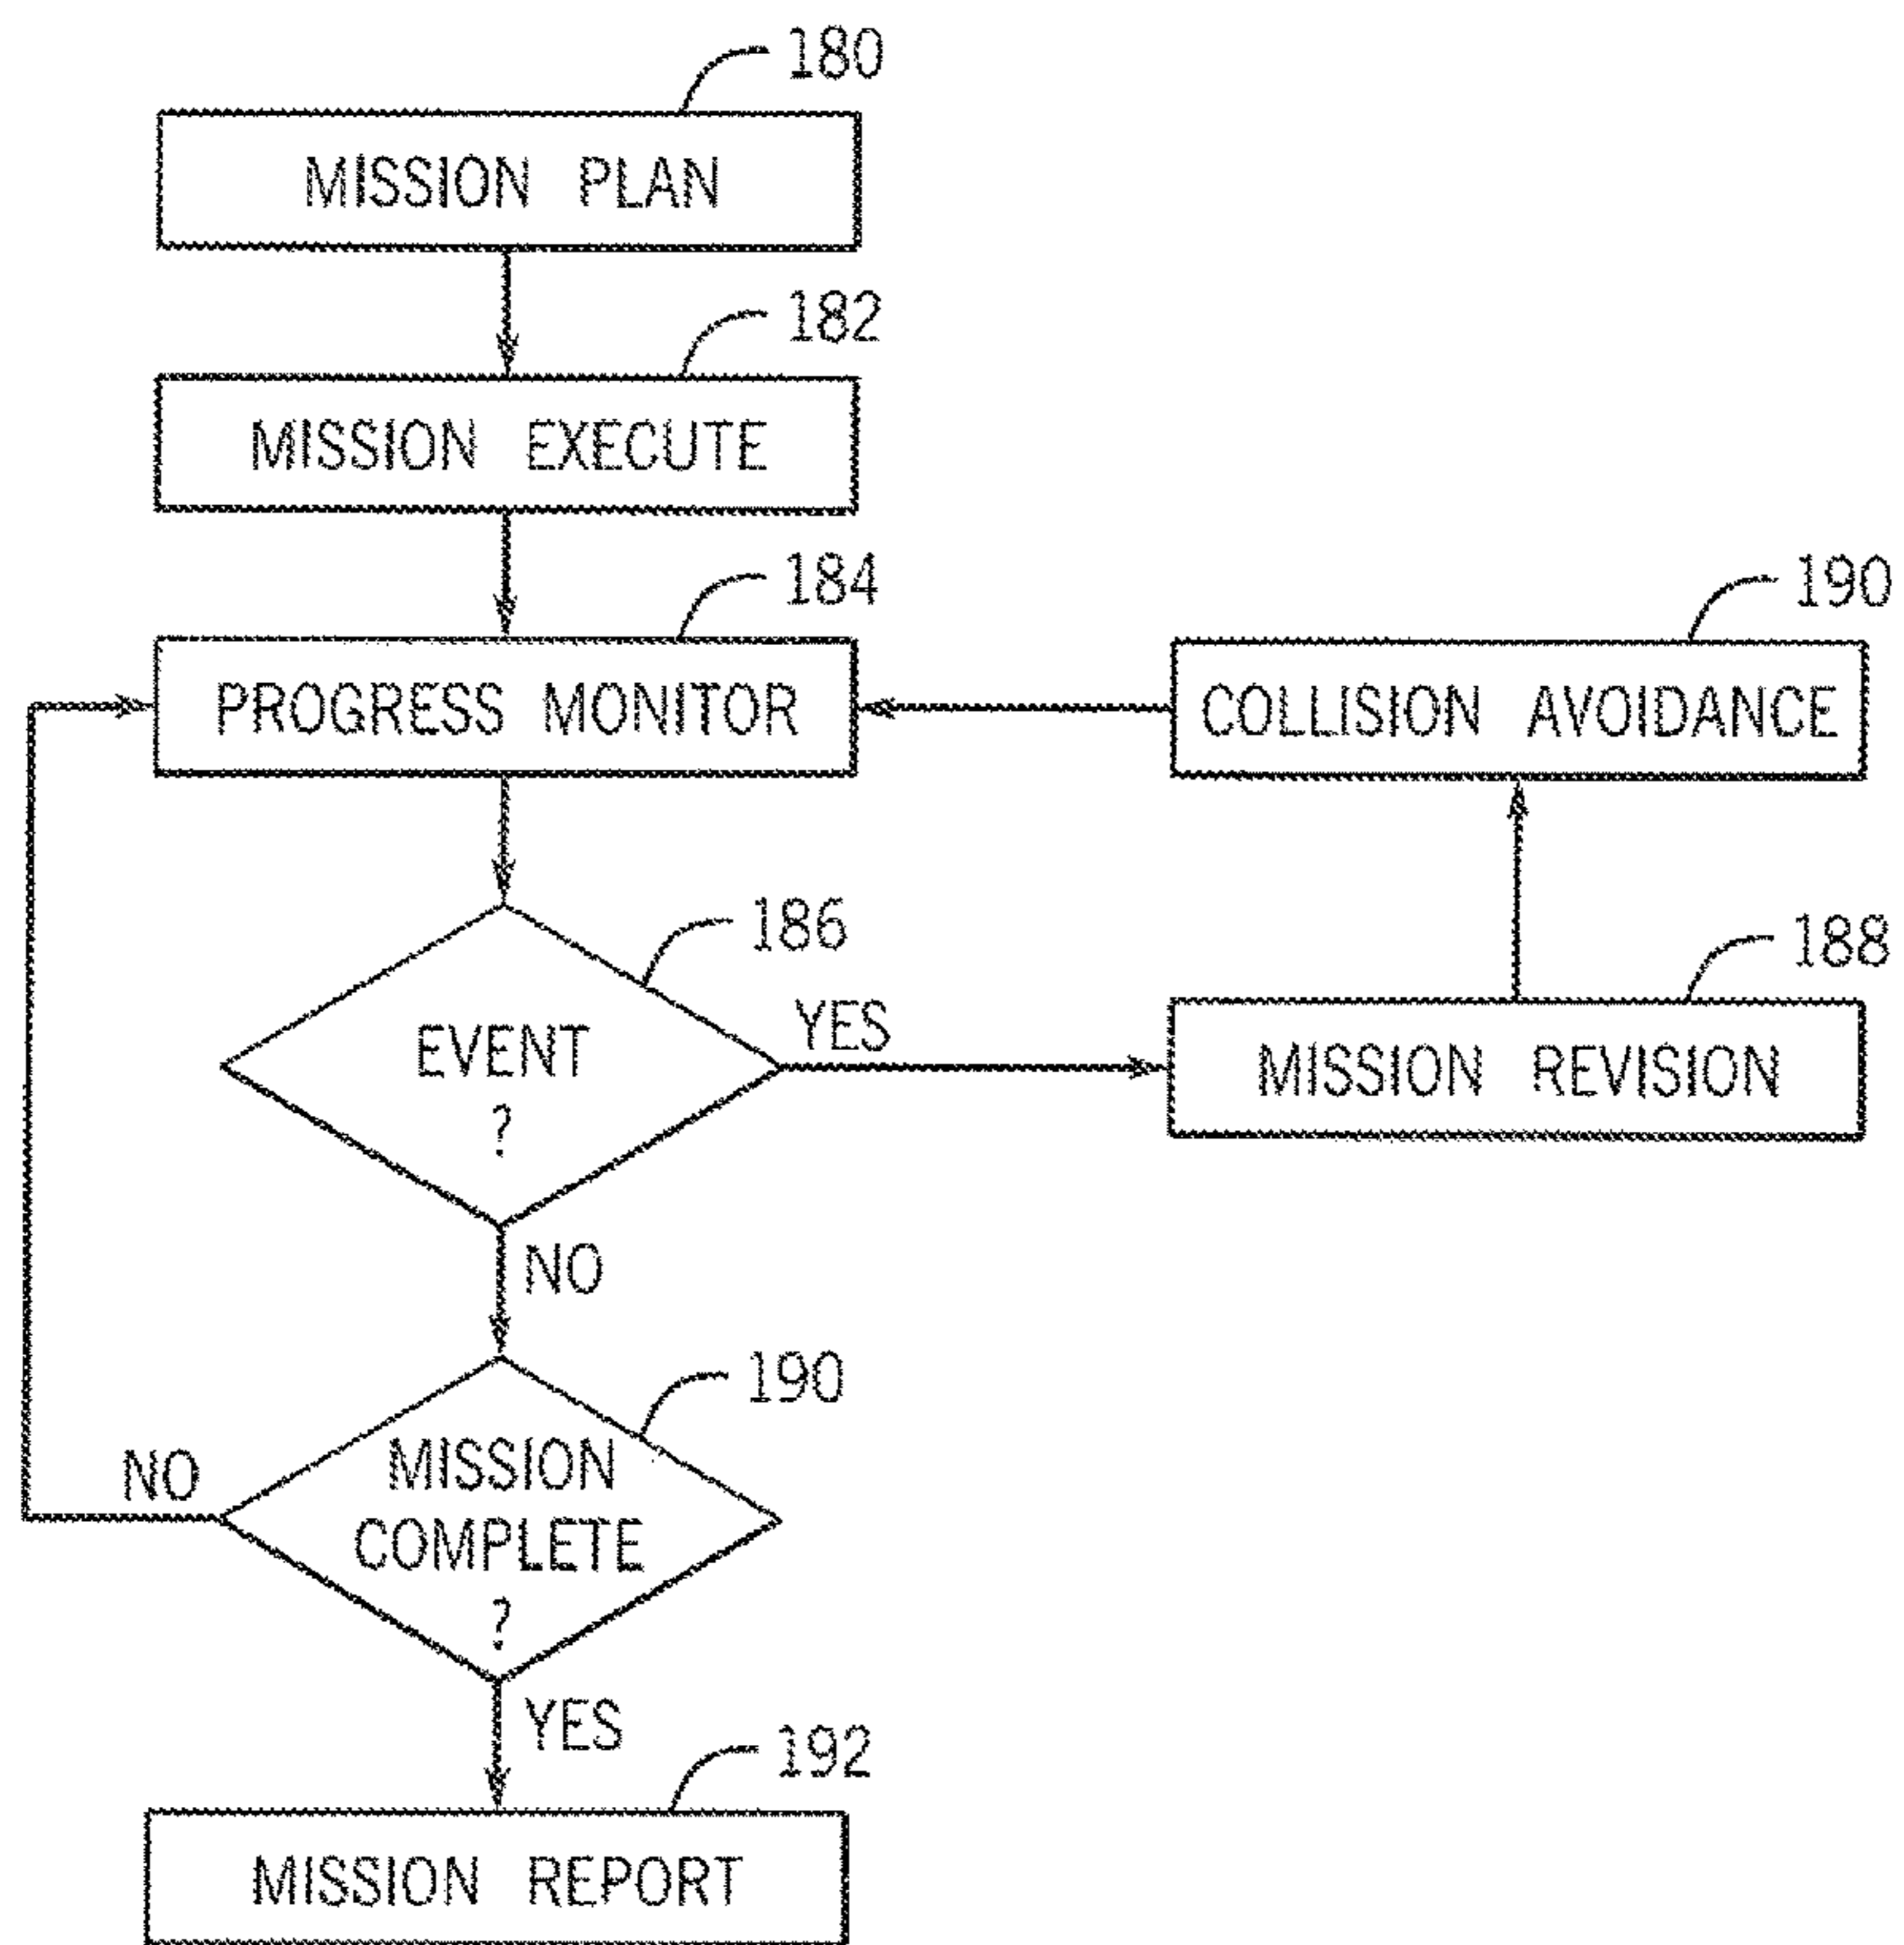 180
MISSION PLAN
182
MISSION EXECUTE
184
PROGRESS MONITOR
190
COLLISION AVOIDANCE
186
EVENT
?
YES
188
MISSION REVISION
NO
190
MISSION
COMPLETE
?
NO
YES
192
MISSION REPORT